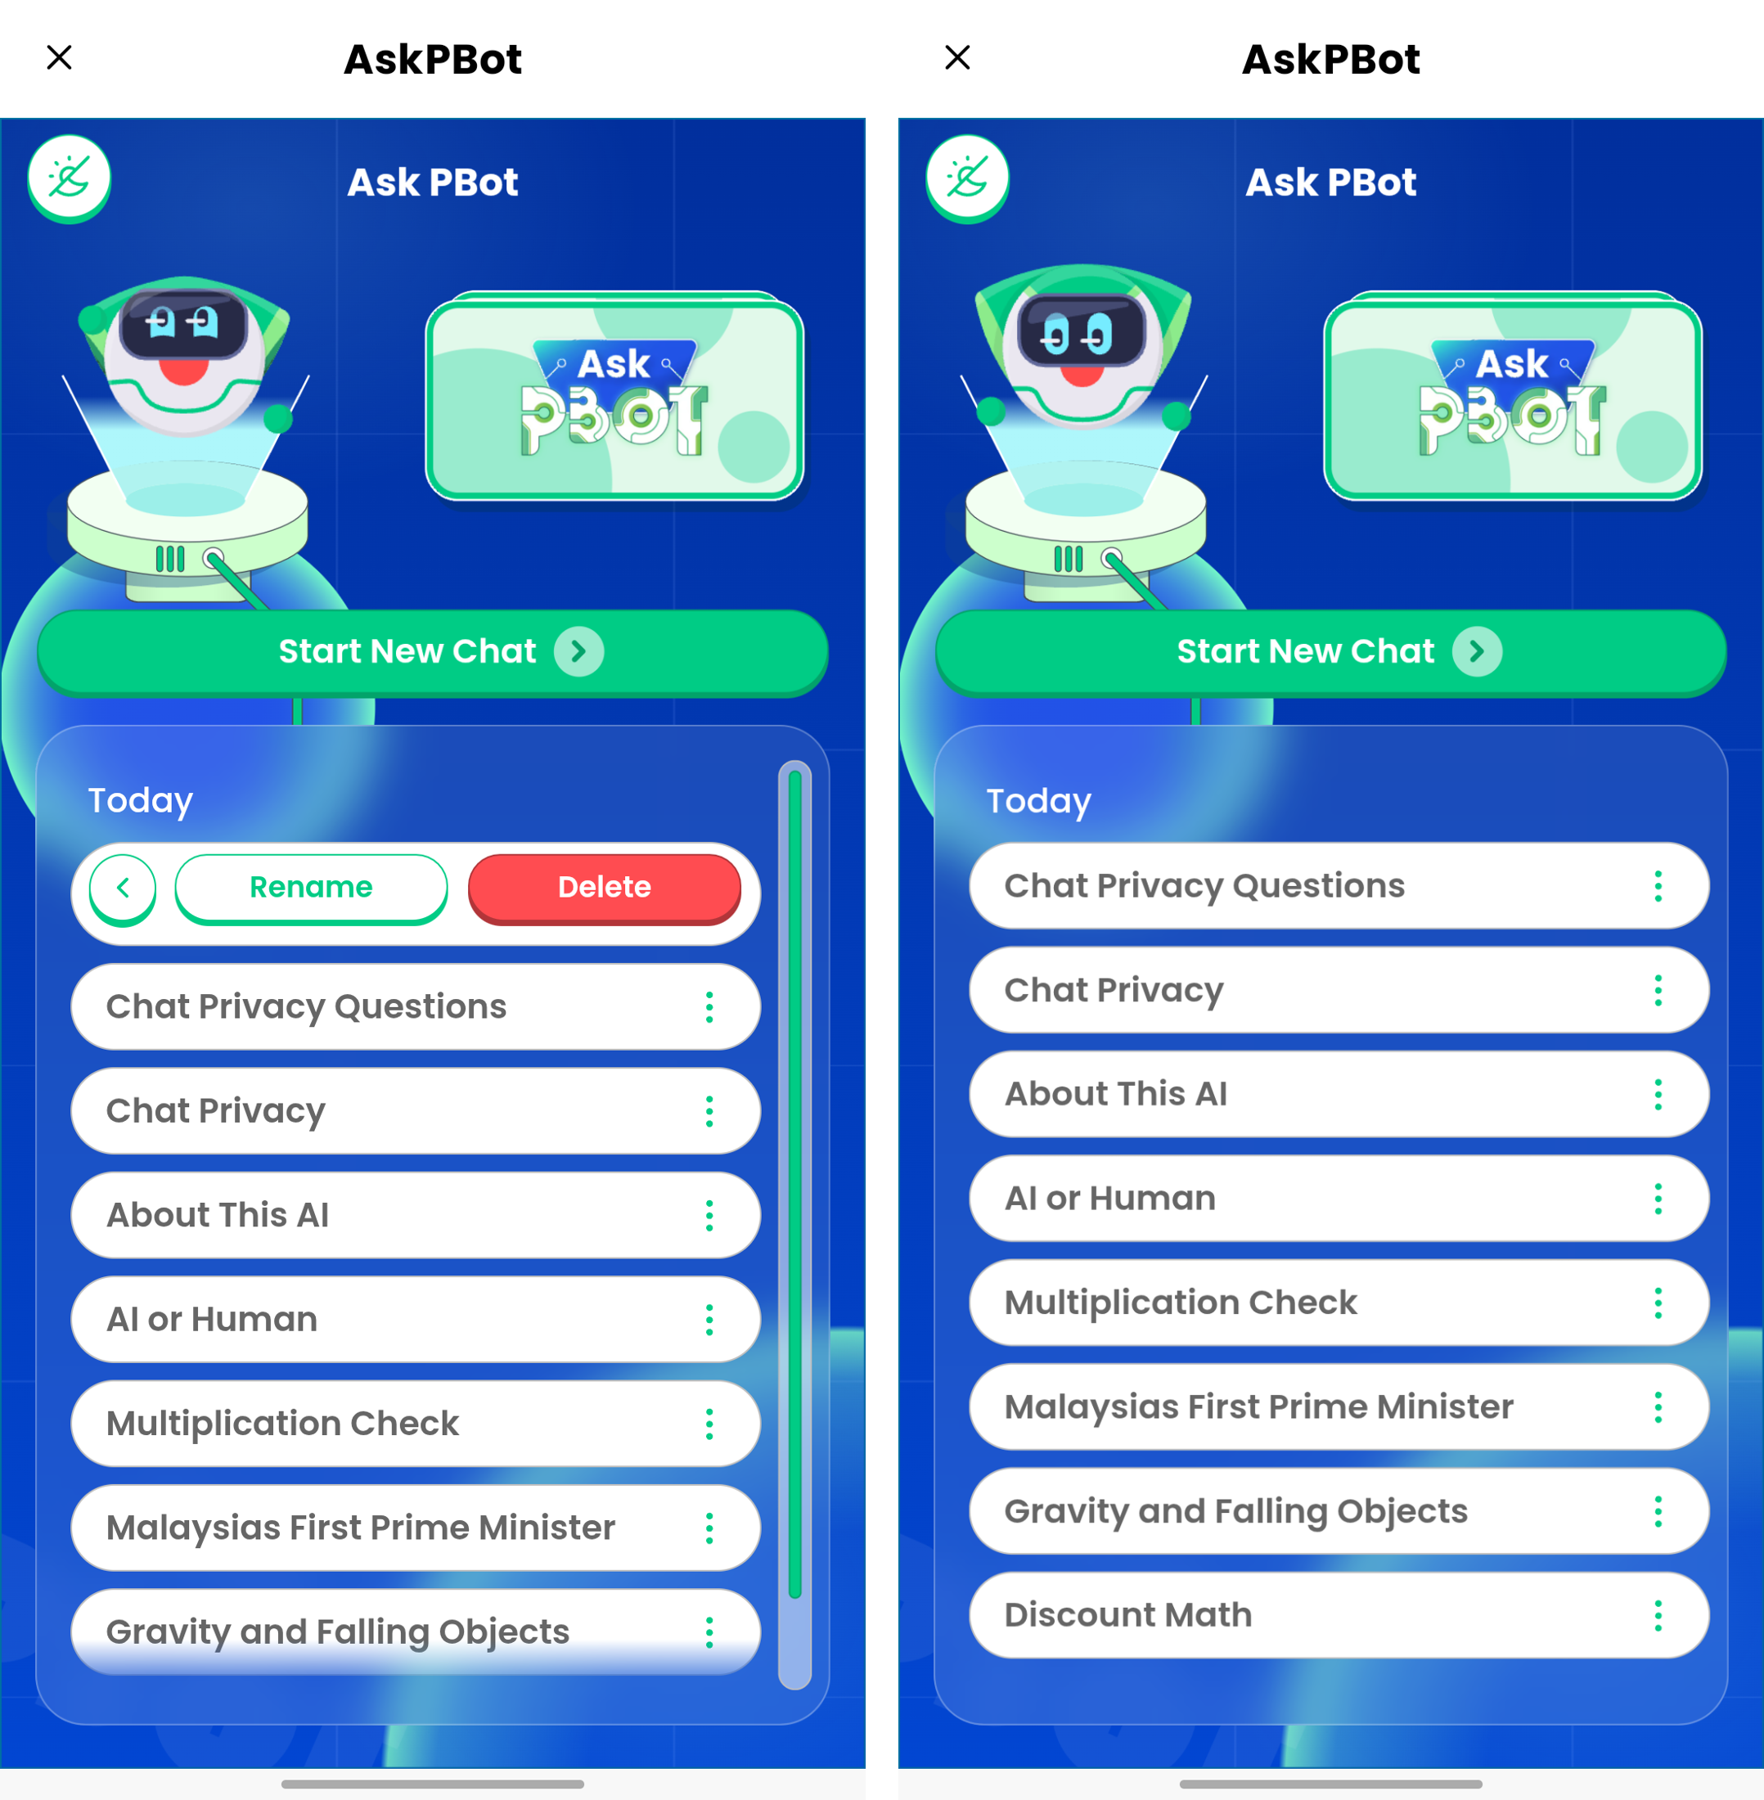 AskPBot
Ask PBot
Ask
PBOT
Start New Chat
Today
Rename
Delete
Chat Privacy Questions
Chat Privacy
About This AI
AI or Human
Multiplication Check
Malaysias First Prime Minister
Gravity and Falling Objects
AskPBot
Ask PBot
Ask
PBOT
Start New Chat
Today
Chat Privacy Questions
Chat Privacy
About This AI
AI or Human
Multiplication Check
Malaysias First Prime Minister
Gravity and Falling Objects
Discount Math